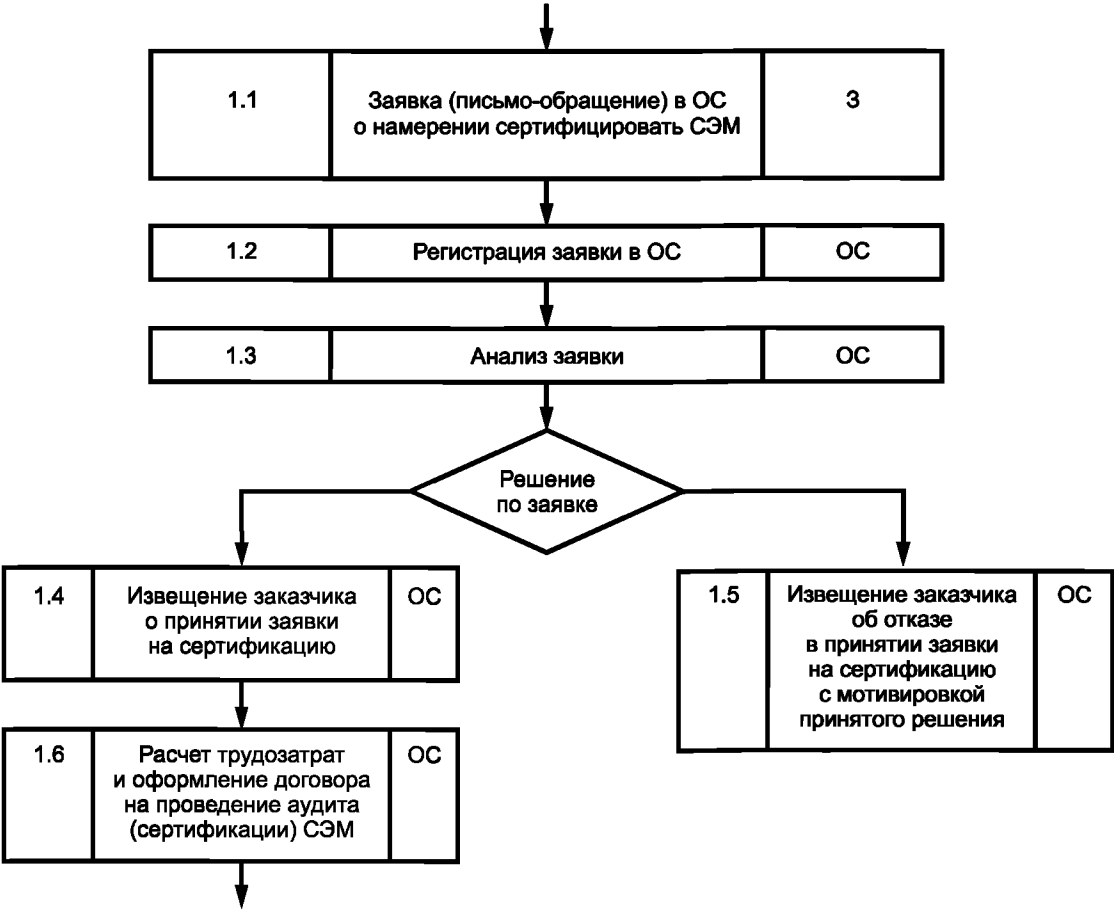 1.1
Заявка (письмо-обращение) в ОС
о намерении сертифицировать СЭМ
З
1.2
Регистрация заявки в ОС
ОС
1.3
Анализ заявки
ОС
Решение
по заявке
1.4
Извещение заказчика
о принятии заявки
на сертификацию
ОС
1.5
Извещение заказчика
об отказе
в принятии заявки
на сертификацию
с мотивировкой
принятого решения
ОС
1.6
Расчет трудозатрат
и оформление договора
на проведение аудита
(сертификации) СЭМ
ОС